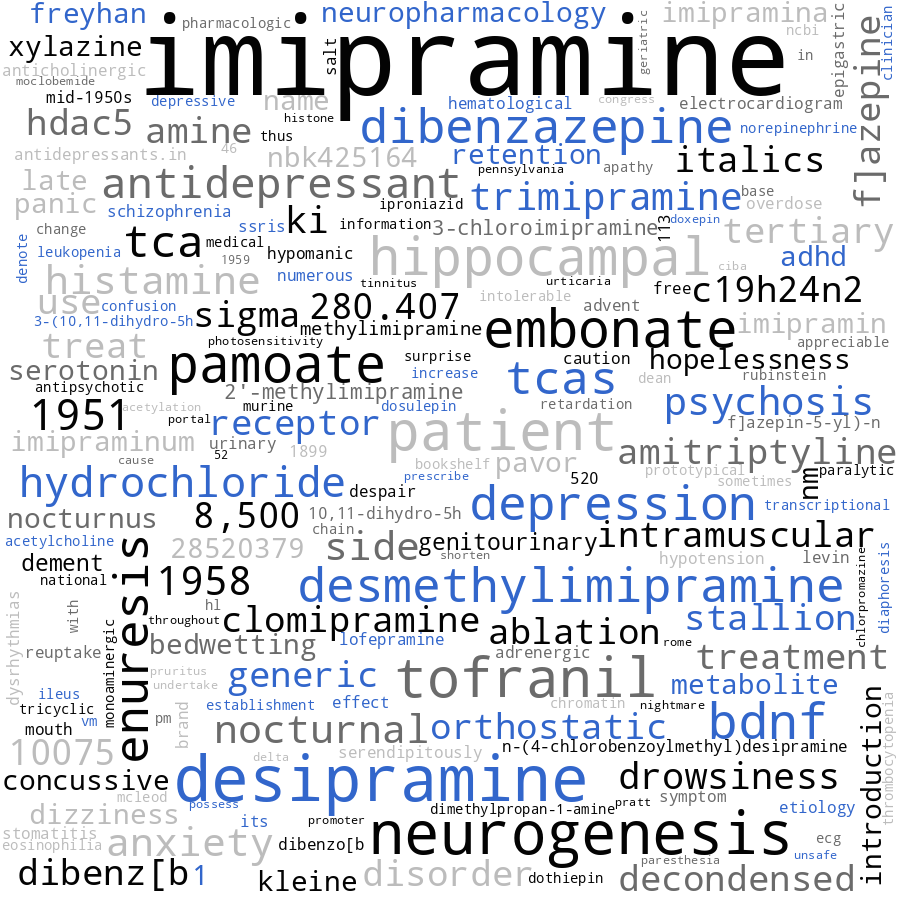 freyhan
pharmacologic
neuropharmacology
imipramina
ncbi
geriatric
epigastric
clinician
xylazine
imipramine
salt
in
anticholinergic
moclobemide
mid-1950s
depressive
name
hematological
congress
electrocardiogram
f]azepine
hdac5
amine
histone
thus
dibenzazepine
norepinephrine
antidepressants.in
46
nbk425164
retention
pennsylvania
apathy
italics
late
antidepressant
trimipramine
base
overdose
panic
schizophrenia
iproniazid
change
ssris
ki
information
3-chloroimipramine
113
doxepin
tertiary
denote
leukopenia
tca
medical
1959
hypomanic
hippocampal
ciba
adhd
histamine
numerous
tinnitus
urticaria
free
c19h24n2
use
confusion
280.407
intolerable
advent
3-(10,11-dihydro-5h
sigma
methylimipramine
embonate
imipramin
treat
photosensitivity
appreciable
serotonin
pamoate
surprise
caution
hopelessness
increase
tcas
dean
rubinstein
antipsychotic
2'-methylimipramine
1951
acetylation
murine
dosulepin
retardation
psychosis
portal
receptor
patient
f]azepin-5-yl)-n
imipraminum
urinary
52
1899
amitriptyline
cause
bookshelf
pavor
prototypical
paralytic
hydrochloride
despair
prescribe
520
sometimes
nm
depression
transcriptional
nocturnus
8,500
10,11-dihydro-5h
chain
acetylcholine
28520379
side
genitourinary
intramuscular
dement
shorten
hypotension
levin
national
enuresis
1958
desmethylimipramine
chlorpromazine
diaphoresis
dysrhythmias
with
hl
throughout
clomipramine
stallion
monoaminergic
ablation
rome
reuptake
bedwetting
lofepramine
adrenergic
treatment
pruritus
undertake
generic
tofranil
metabolite
ileus
tricyclic
establishment
effect
chromatin
nightmare
mouth
vm
pm
brand
nocturnal
orthostatic
bdnf
introduction
thrombocytopenia
10075
delta
serendipitously
n-(4-chlorobenzoylmethyl)desipramine
concussive
desipramine
drowsiness
mcleod
possess
dimethylpropan-1-amine
pratt
symptom
dizziness
its
promoter
etiology
stomatitis
eosinophilia
anxiety
dibenzo[b
neurogenesis
ecg
unsafe
dibenz[b
1
kleine
disorder
dothiepin
paresthesia
decondensed